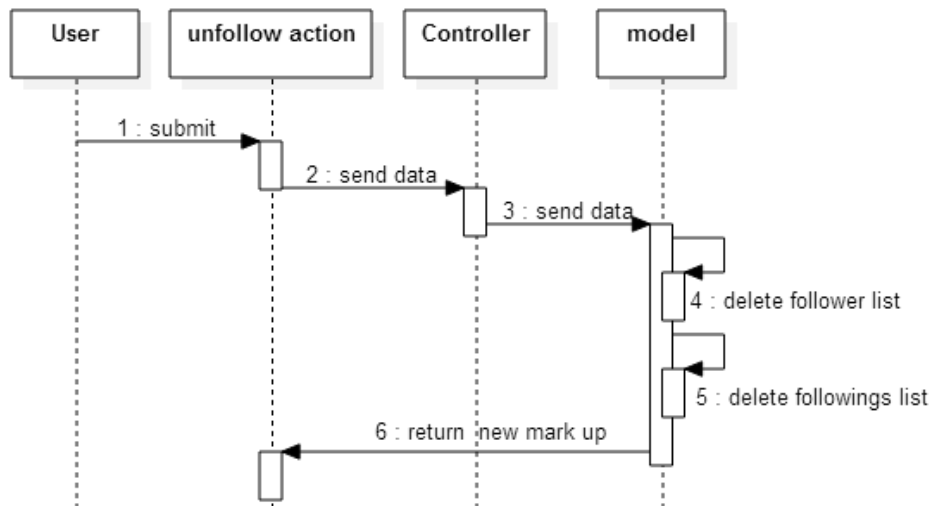 User
unfollow action
Controller
model
1 : submit
2 : send data
3 : send data
4 : delete follower list
5 : delete followings list
6 : return new mark up